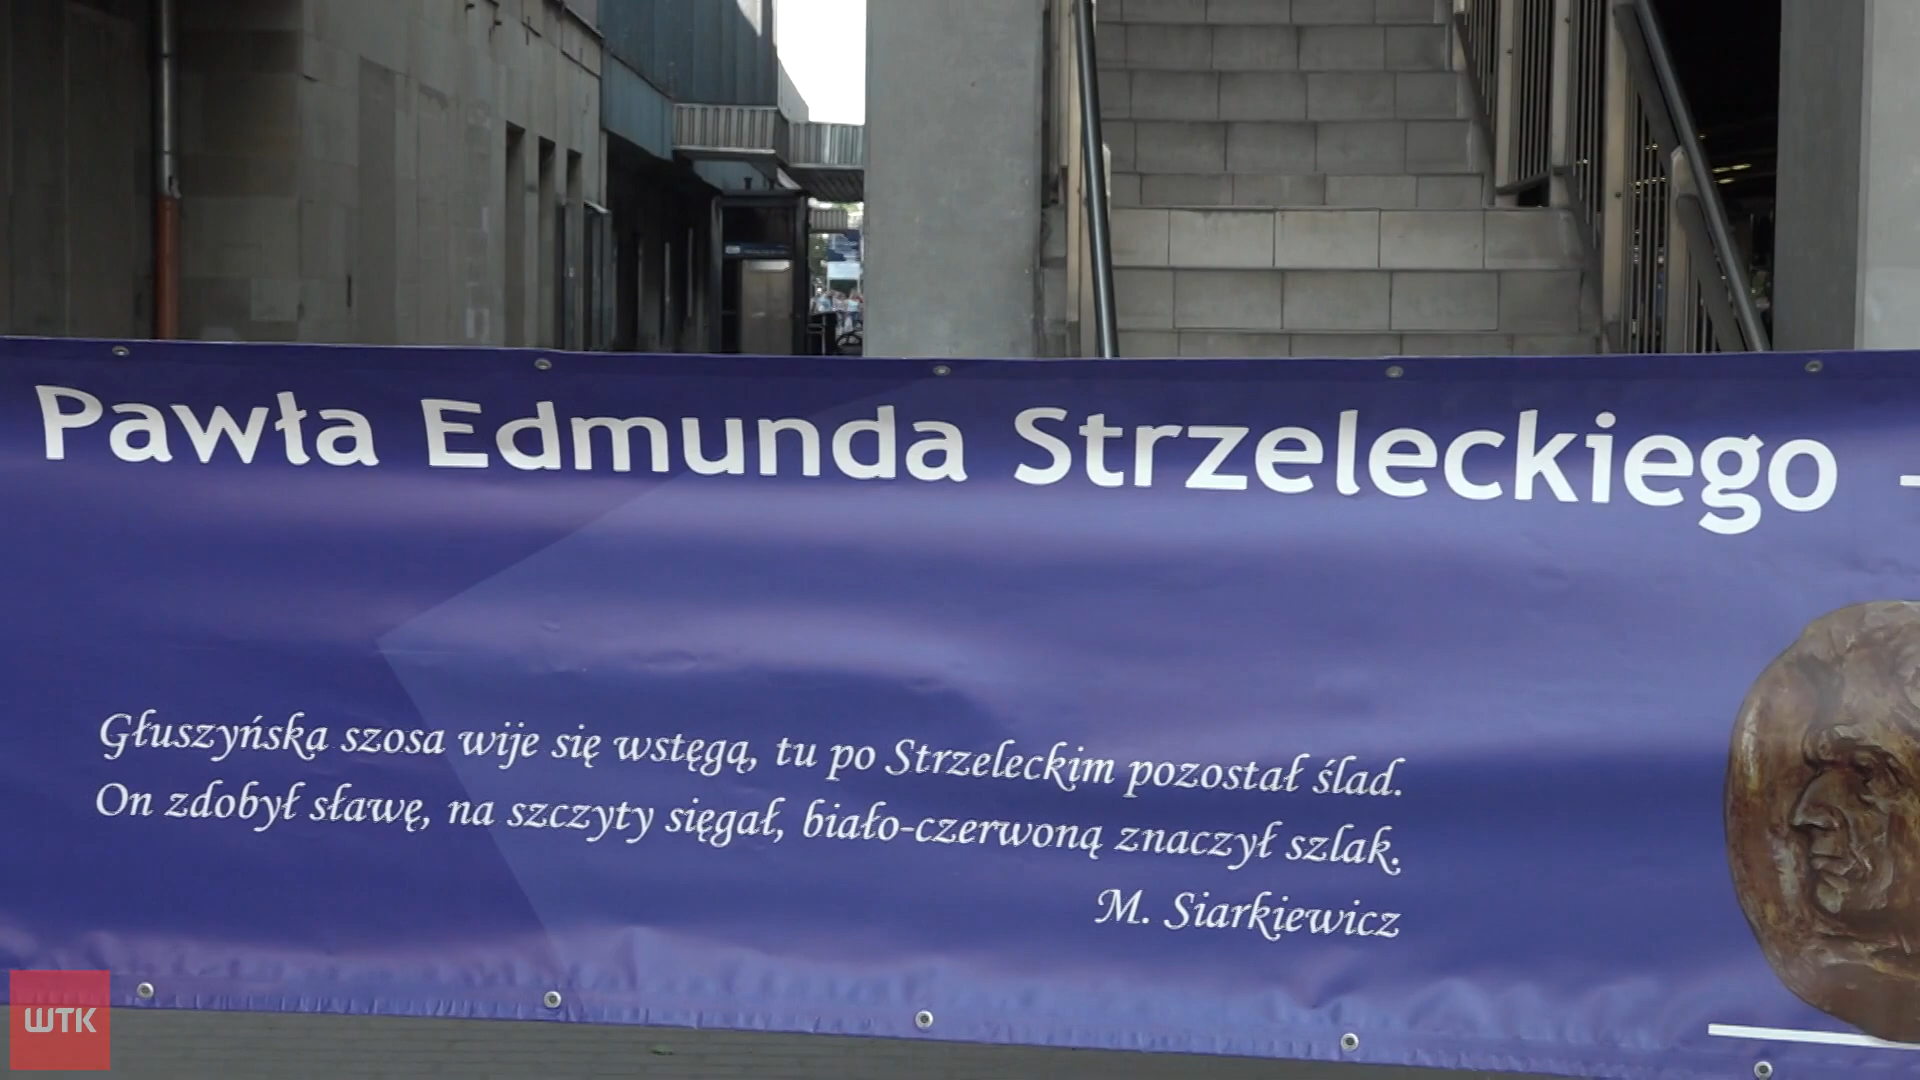 Pawła Edmunda Strzeleckiego -
Głuszyńska szosa wije się wstęgą, tu po Strzeleckim pozostał ślad.
On zdobył sławę, na szczyty sięgał, biało-czerwoną znaczył szlak.
M. Siarkiewicz
WTK